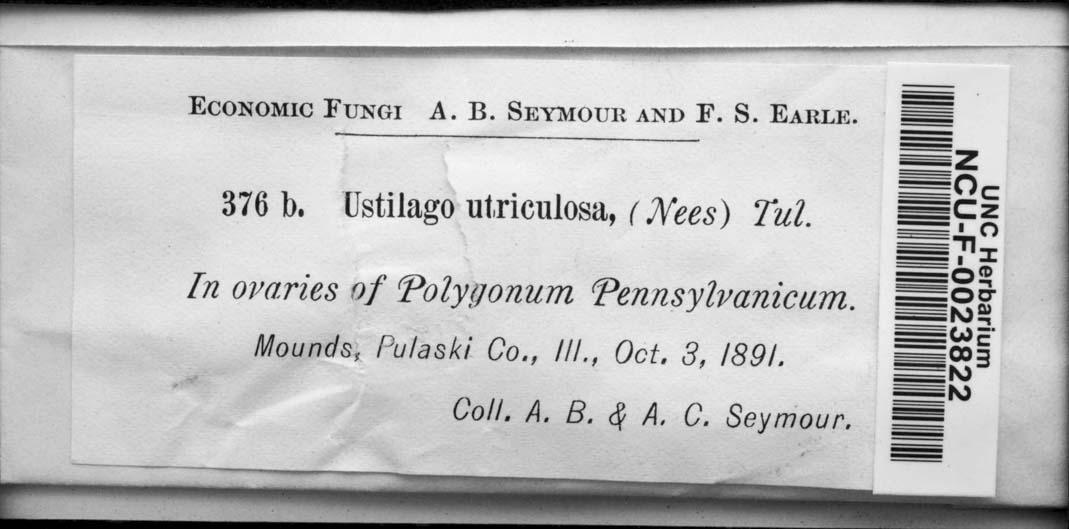 Economic Fungi A. B. Seymour and F. S. Earle.
376 b. Ustilago utriculosa, (Nees) Tul.
In ovaries of Polygonum Pennsylvanicum.
Mounds, Pulaski Co., Ill., Oct. 3, 1891.
Coll. A. B. & A. C. Seymour.
UNC Herbarium
NCU-F-0023822